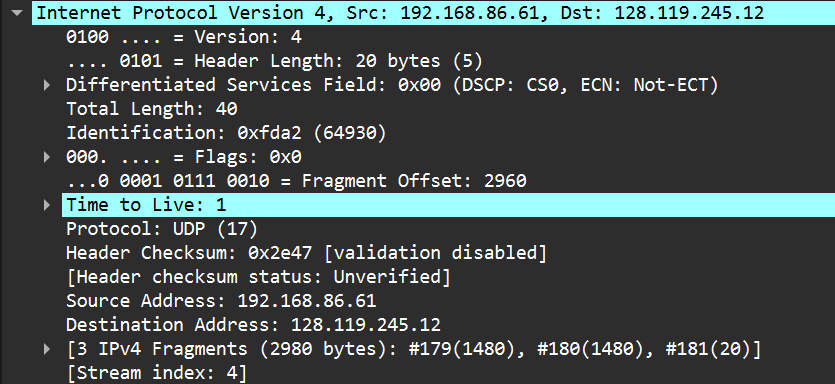 Internet Protocol Version 4, Src: 192.168.86.61, Dst: 128.119.245.12
0100 .... = Version: 4
.... 0101 = Header Length: 20 bytes (5)
Differentiated Services Field: 0x00 (DSCP: CS0, ECN: Not-ECT)
Total Length: 40
Identification: 0xfda2 (64930)
000. .... = Flags: 0x0
...0 0001 0111 0010 = Fragment Offset: 2960
Time to Live: 1
Protocol: UDP (17)
Header Checksum: 0x2e47 [validation disabled]
[Header checksum status: Unverified]
Source Address: 192.168.86.61
Destination Address: 128.119.245.12
[3 IPv4 Fragments (2980 bytes): #179(1480), #180(1480), #181(20)]
[Stream index: 4]